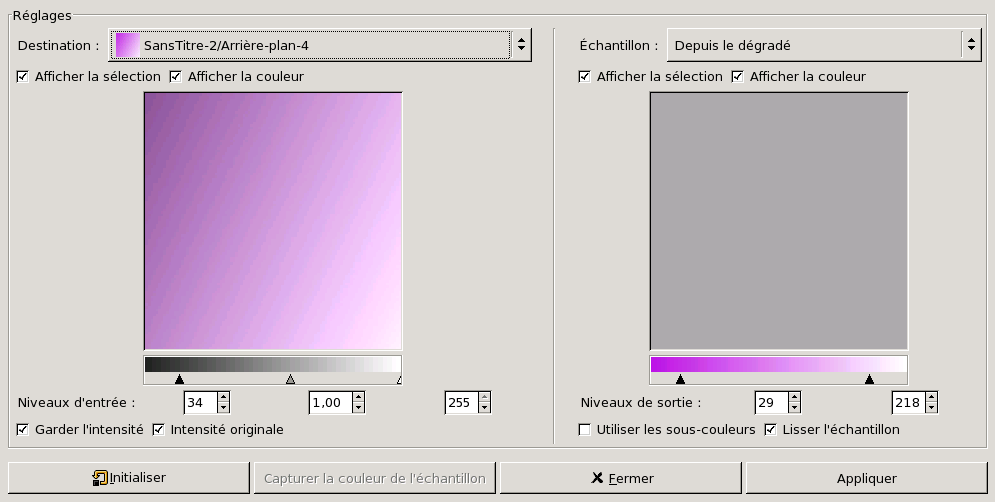 Réglages
Destination : SansTitre-2/Arrière-plan-4
Échantillon : Depuis le dégradé
Afficher la sélection Afficher la couleur
Afficher la sélection Afficher la couleur
Niveaux d'entrée : 34 1,00 255
Niveaux de sortie : 29 218
Garder l'intensité Intensité originale
Utiliser les sous-couleurs Lisser l'échantillon
Initialiser Capturer la couleur de l'échantillon Fermer Appliquer